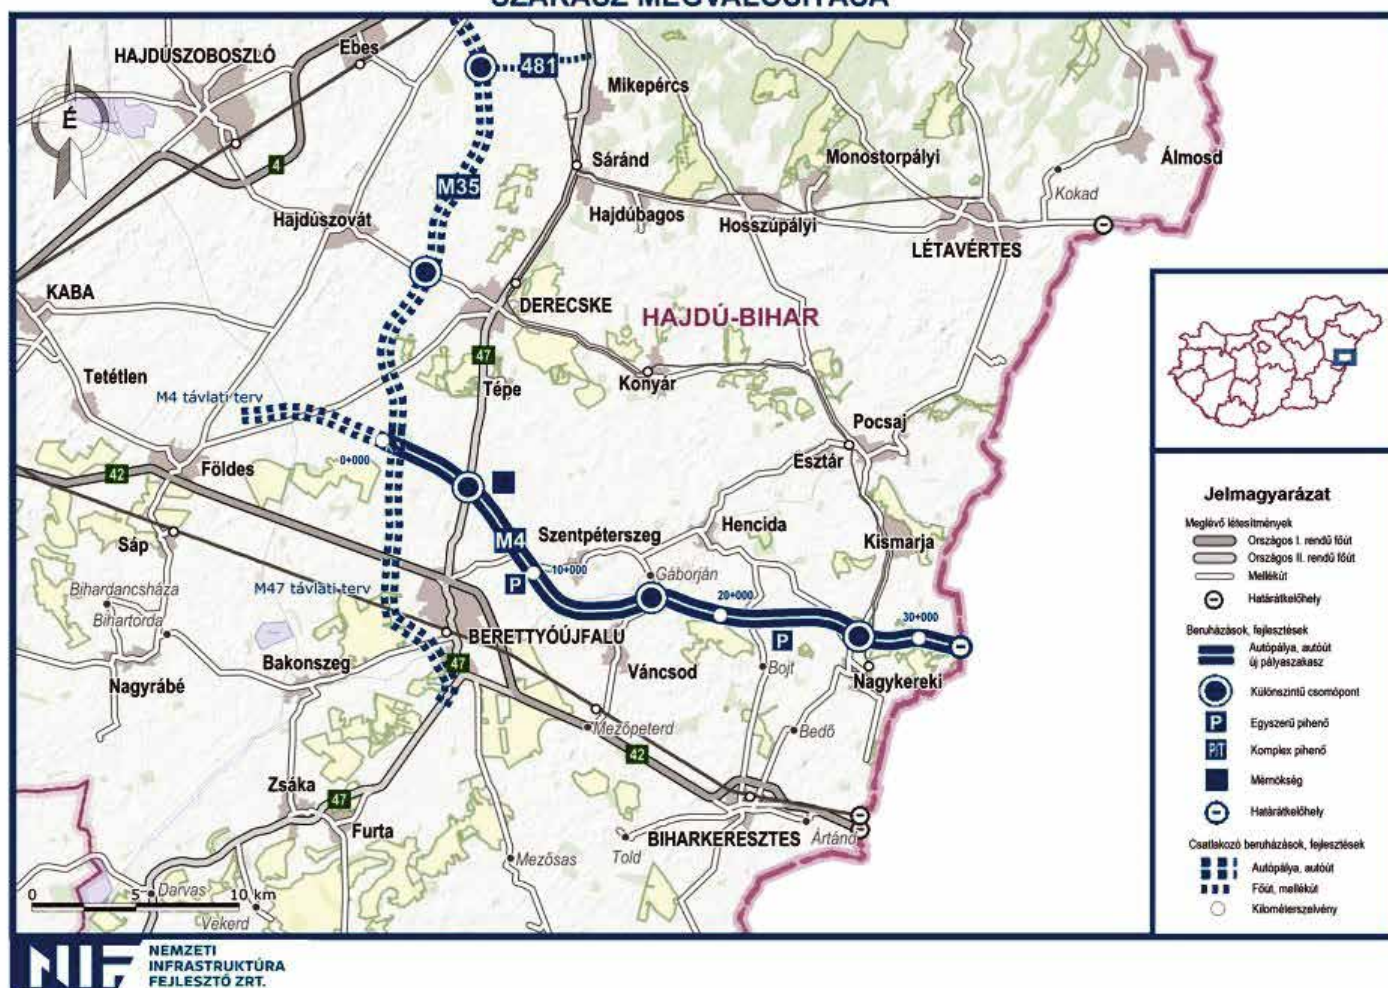 SZAKASZ MEGVALÓSÍTÁSA
HAJDÚSZOBOSZLÓ
Ebes
481
Mikepércs
É
4
M35
Sáránd
Monostorpályi
Álmosd
Kokad
Hajdúszovát
Hajdúbagos
Hosszúpályi
LÉTAVÉRTES
KABA
DERECSKE
HAJDÚ-BIHAR
47
Tetétlen
Tépe
Konyár
M4 távlati terv
Pocsaj
0+000
Esztár
42
Földes
Sáp
M4
Szentpéterszeg
Hencida
Kismarja
10+000
Gáborján
P
20+000
30+000
Bihardancsháza
M47 távlati terv
Bihartorda
BERETTYÓÚJFALU
P
Bakonszeg
47
Váncsod
Bojt
Nagykereki
Nagyrábé
Mezőpeterd
Bedő
42
Zsáka
47
Furta
BIHARKERESZTES
Ártánd
Told
Mezősas
Darvas
0 5 10 km
Vekerd
Jelmagyarázat
Meglévő létesítmények
Országos I. rendű főút
Országos II. rendű főút
Mellékút
Határátkelőhely
Beruházások, fejlesztések
Autópálya, autóút
új pályaszakasz
Különszintű csomópont
P Egyszerű pihenő
P/T Komplex pihenő
Mérnökség
Határátkelőhely
Csatlakozó beruházások, fejlesztések
Autópálya, autóút
Főút, mellékút
Kilométerszelvény
NIF
NEMZETI
INFRASTRUKTÚRA
FEJLESZTŐ ZRT.